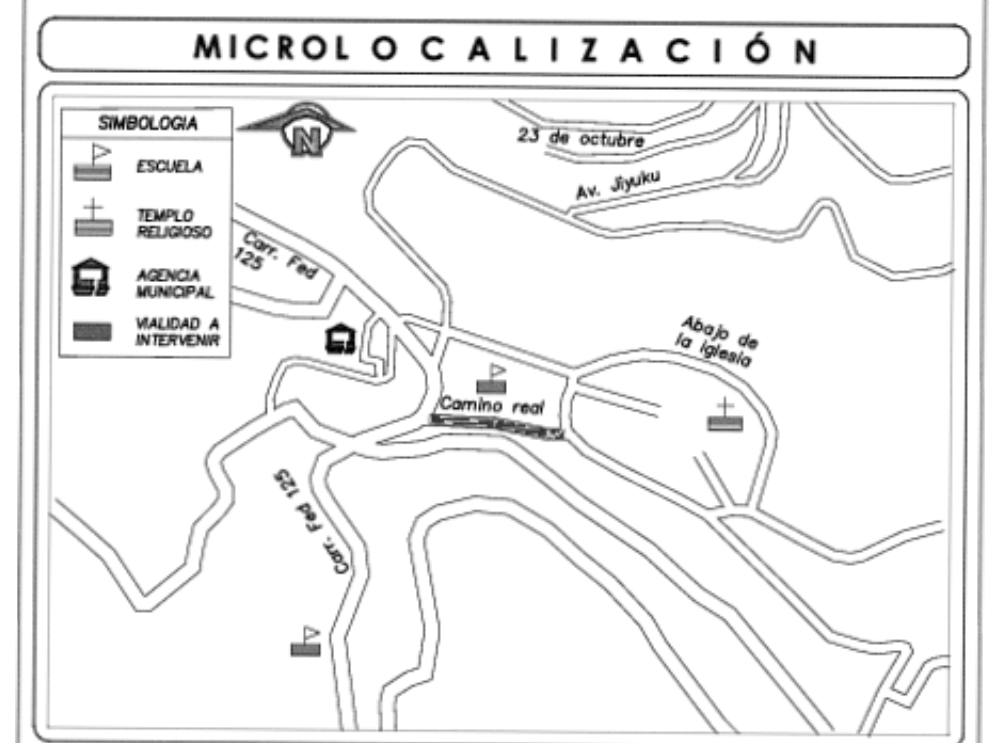 MICROLOCALIZACIÓN
SIMBOLOGIA
ESCUELA
TEMPLO
RELIGIOSO
AGENCIA
MUNICIPAL
VIALIDAD A
INTERVENIR
N
23 de octubre
Av. Jiyuku
Carr. Fed
125
Abajo de
la iglesia
Camino real
Carr. Fed 125